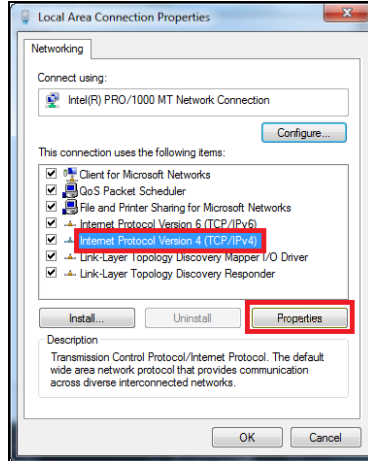 Local Area Connection Properties
Networking
Connect using:
Intel(R) PRO/1000 MT Network Connection
Configure...
This connection uses the following items:
Client for Microsoft Networks
QoS Packet Scheduler
File and Printer Sharing for Microsoft Networks
Internet Protocol Version 6 (TCP/IPv6)
Internet Protocol Version 4 (TCP/IPv4)
Link-Layer Topology Discovery Mapper I/O Driver
Link-Layer Topology Discovery Responder
Install... Uninstall Properties
Description
Transmission Control Protocol/Internet Protocol. The default
wide area network protocol that provides communication
across diverse interconnected networks.
OK Cancel